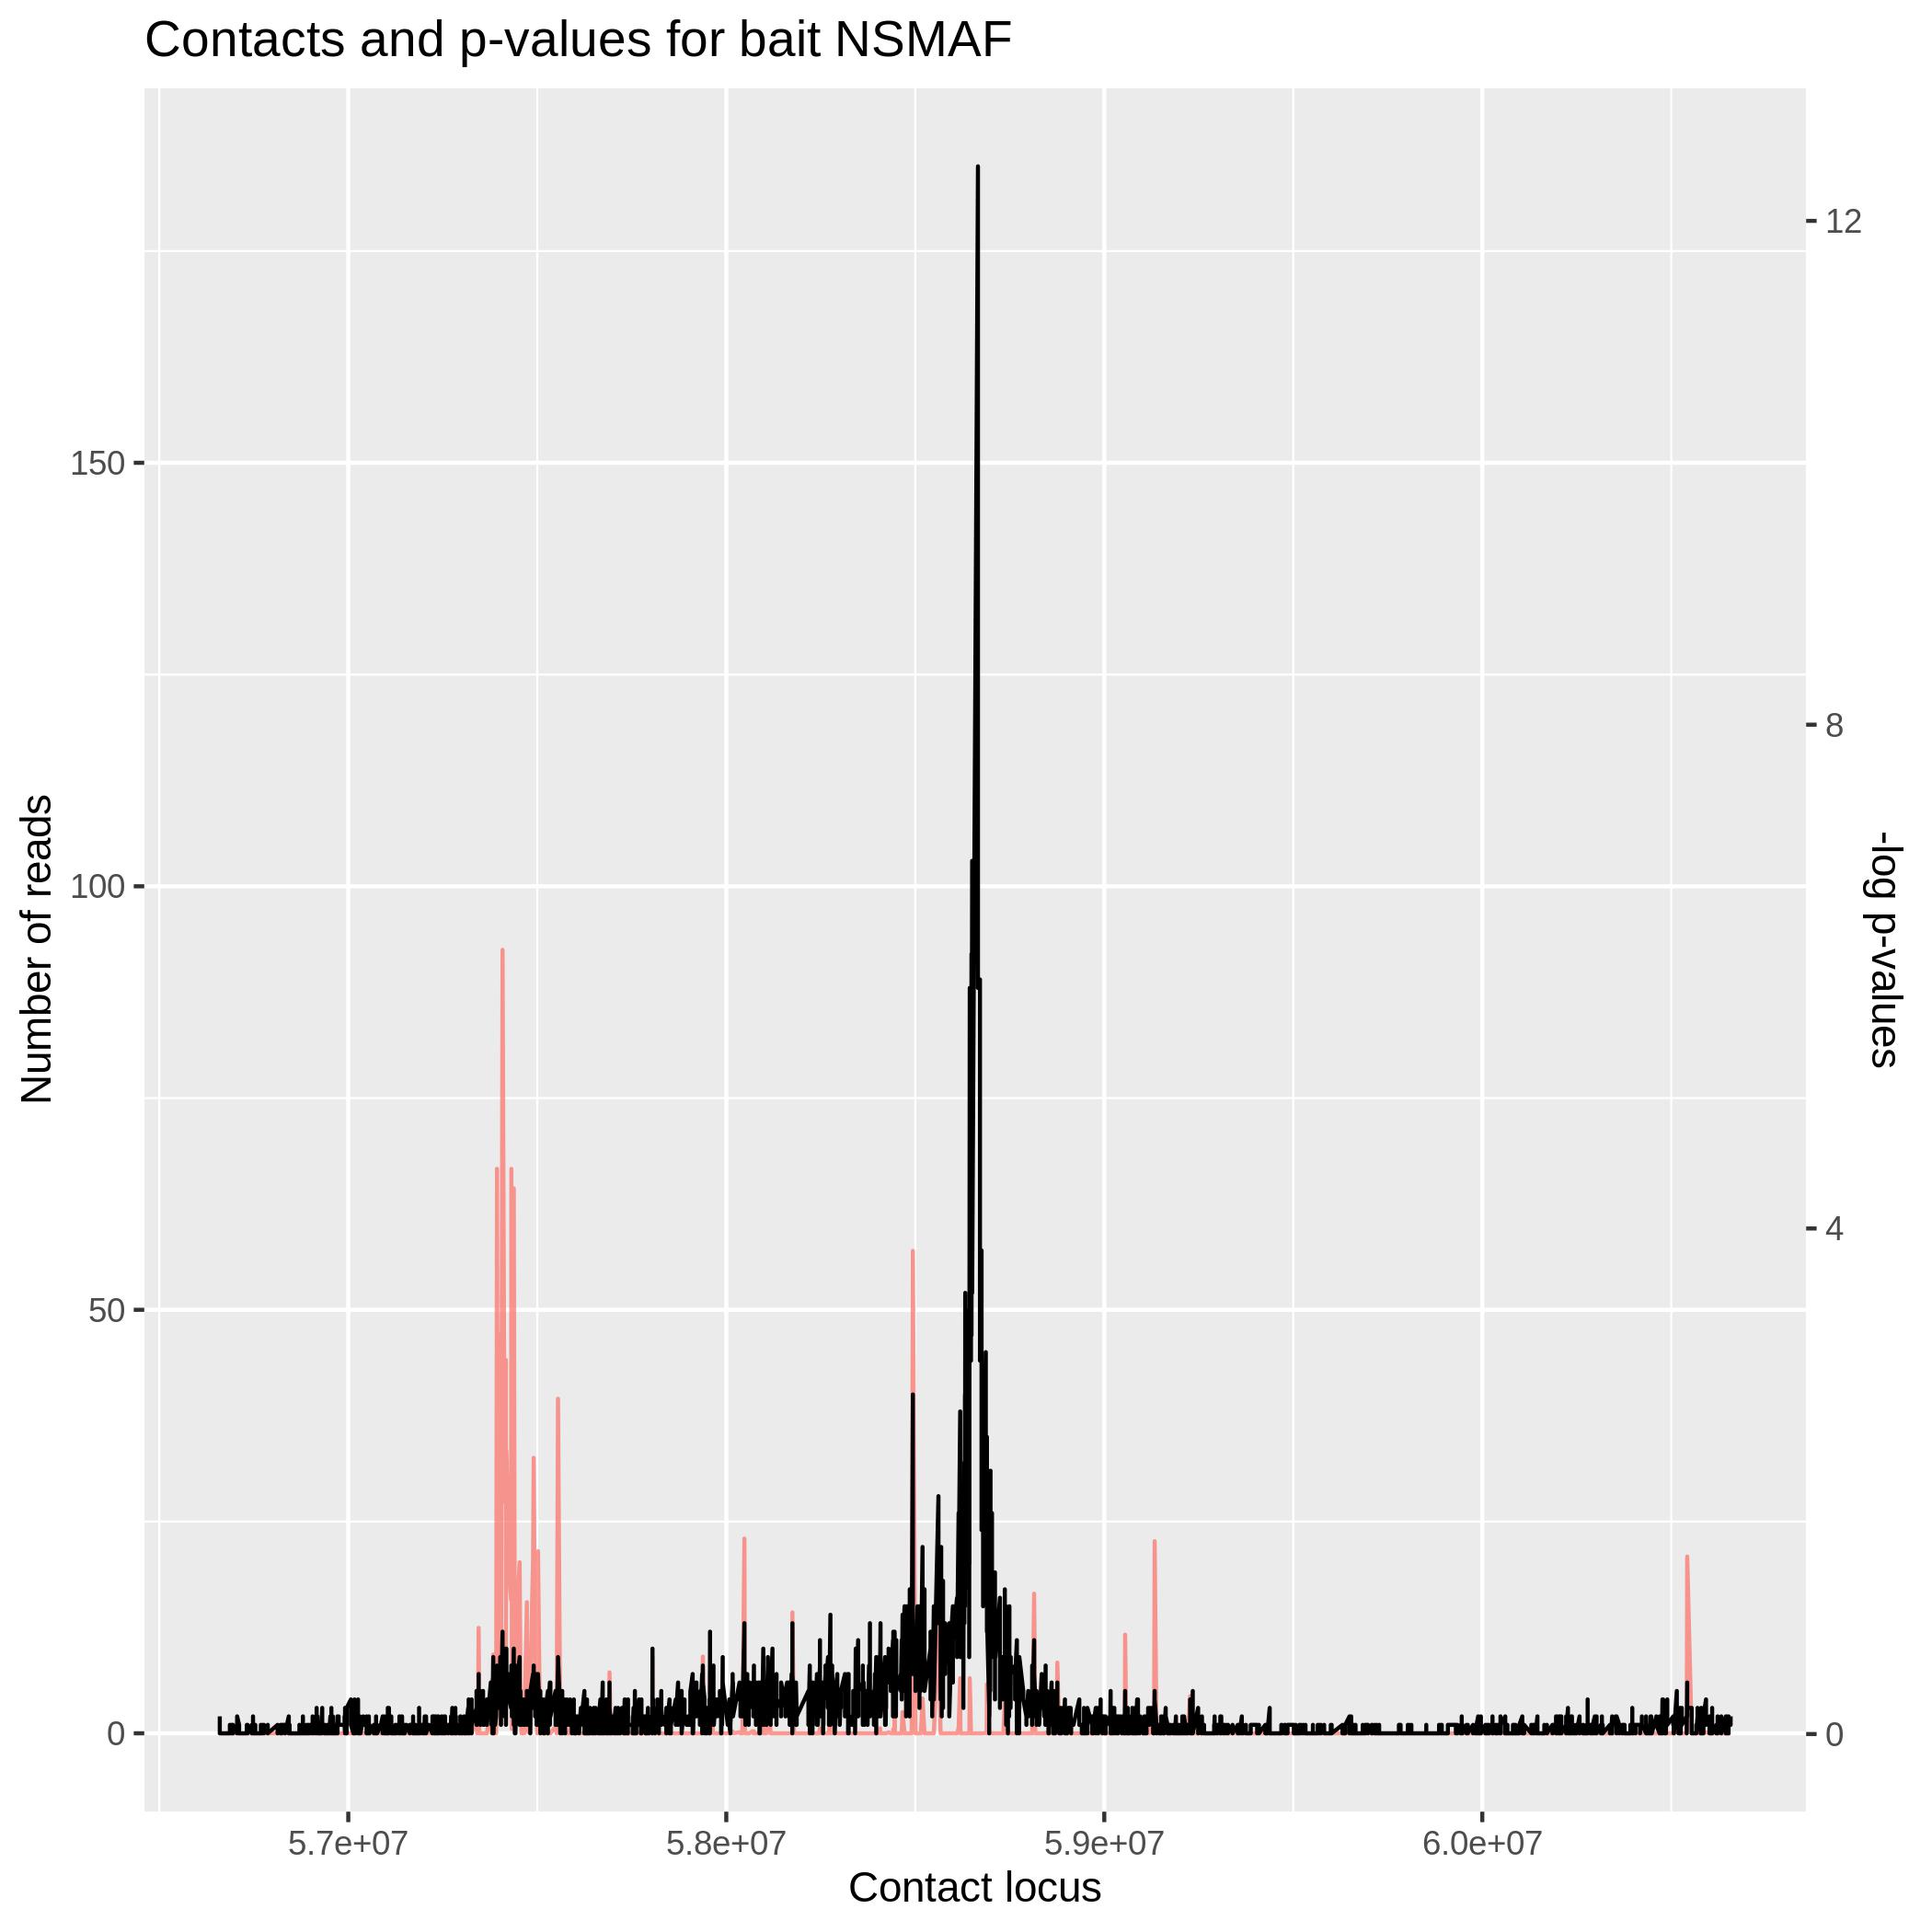 Contacts and p-values for bait NSMAF
Number of reads
150
100
50
0
12
8
4
0
-log p-values
5.7e+07
5.8e+07
5.9e+07
6.0e+07
Contact locus